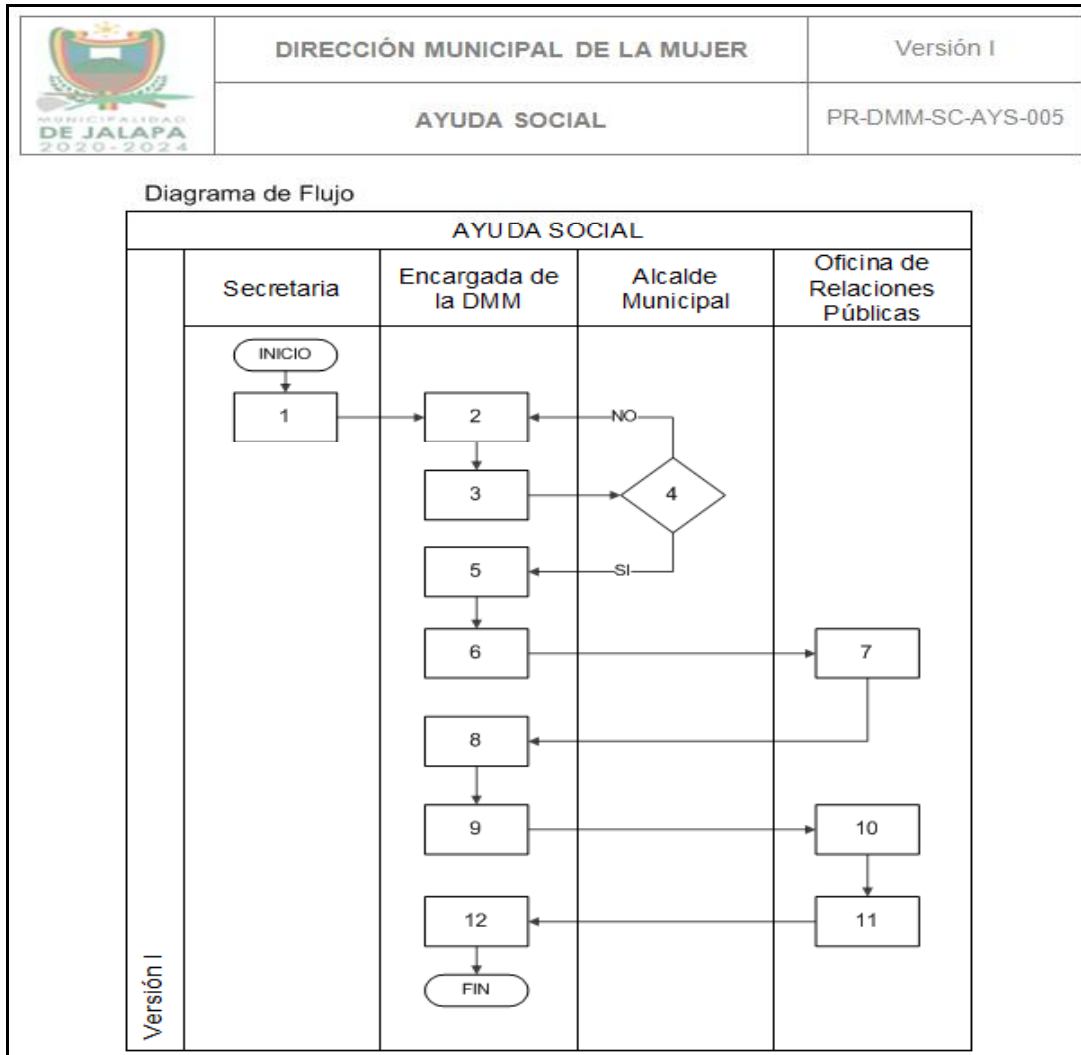 MUNICIPALIDAD
DE JALAPA
2020-2024
DIRECCIÓN MUNICIPAL DE LA MUJER
Versión I
AYUDA SOCIAL
PR-DMM-SC-AYS-005
Diagrama de Flujo
AYUDA SOCIAL
Secretaria
Encargada de
la DMM
Alcalde
Municipal
Oficina de
Relaciones
Públicas
INICIO
1
2
NO
3
4
5
SI
6
7
8
9
10
12
11
FIN
Versión I